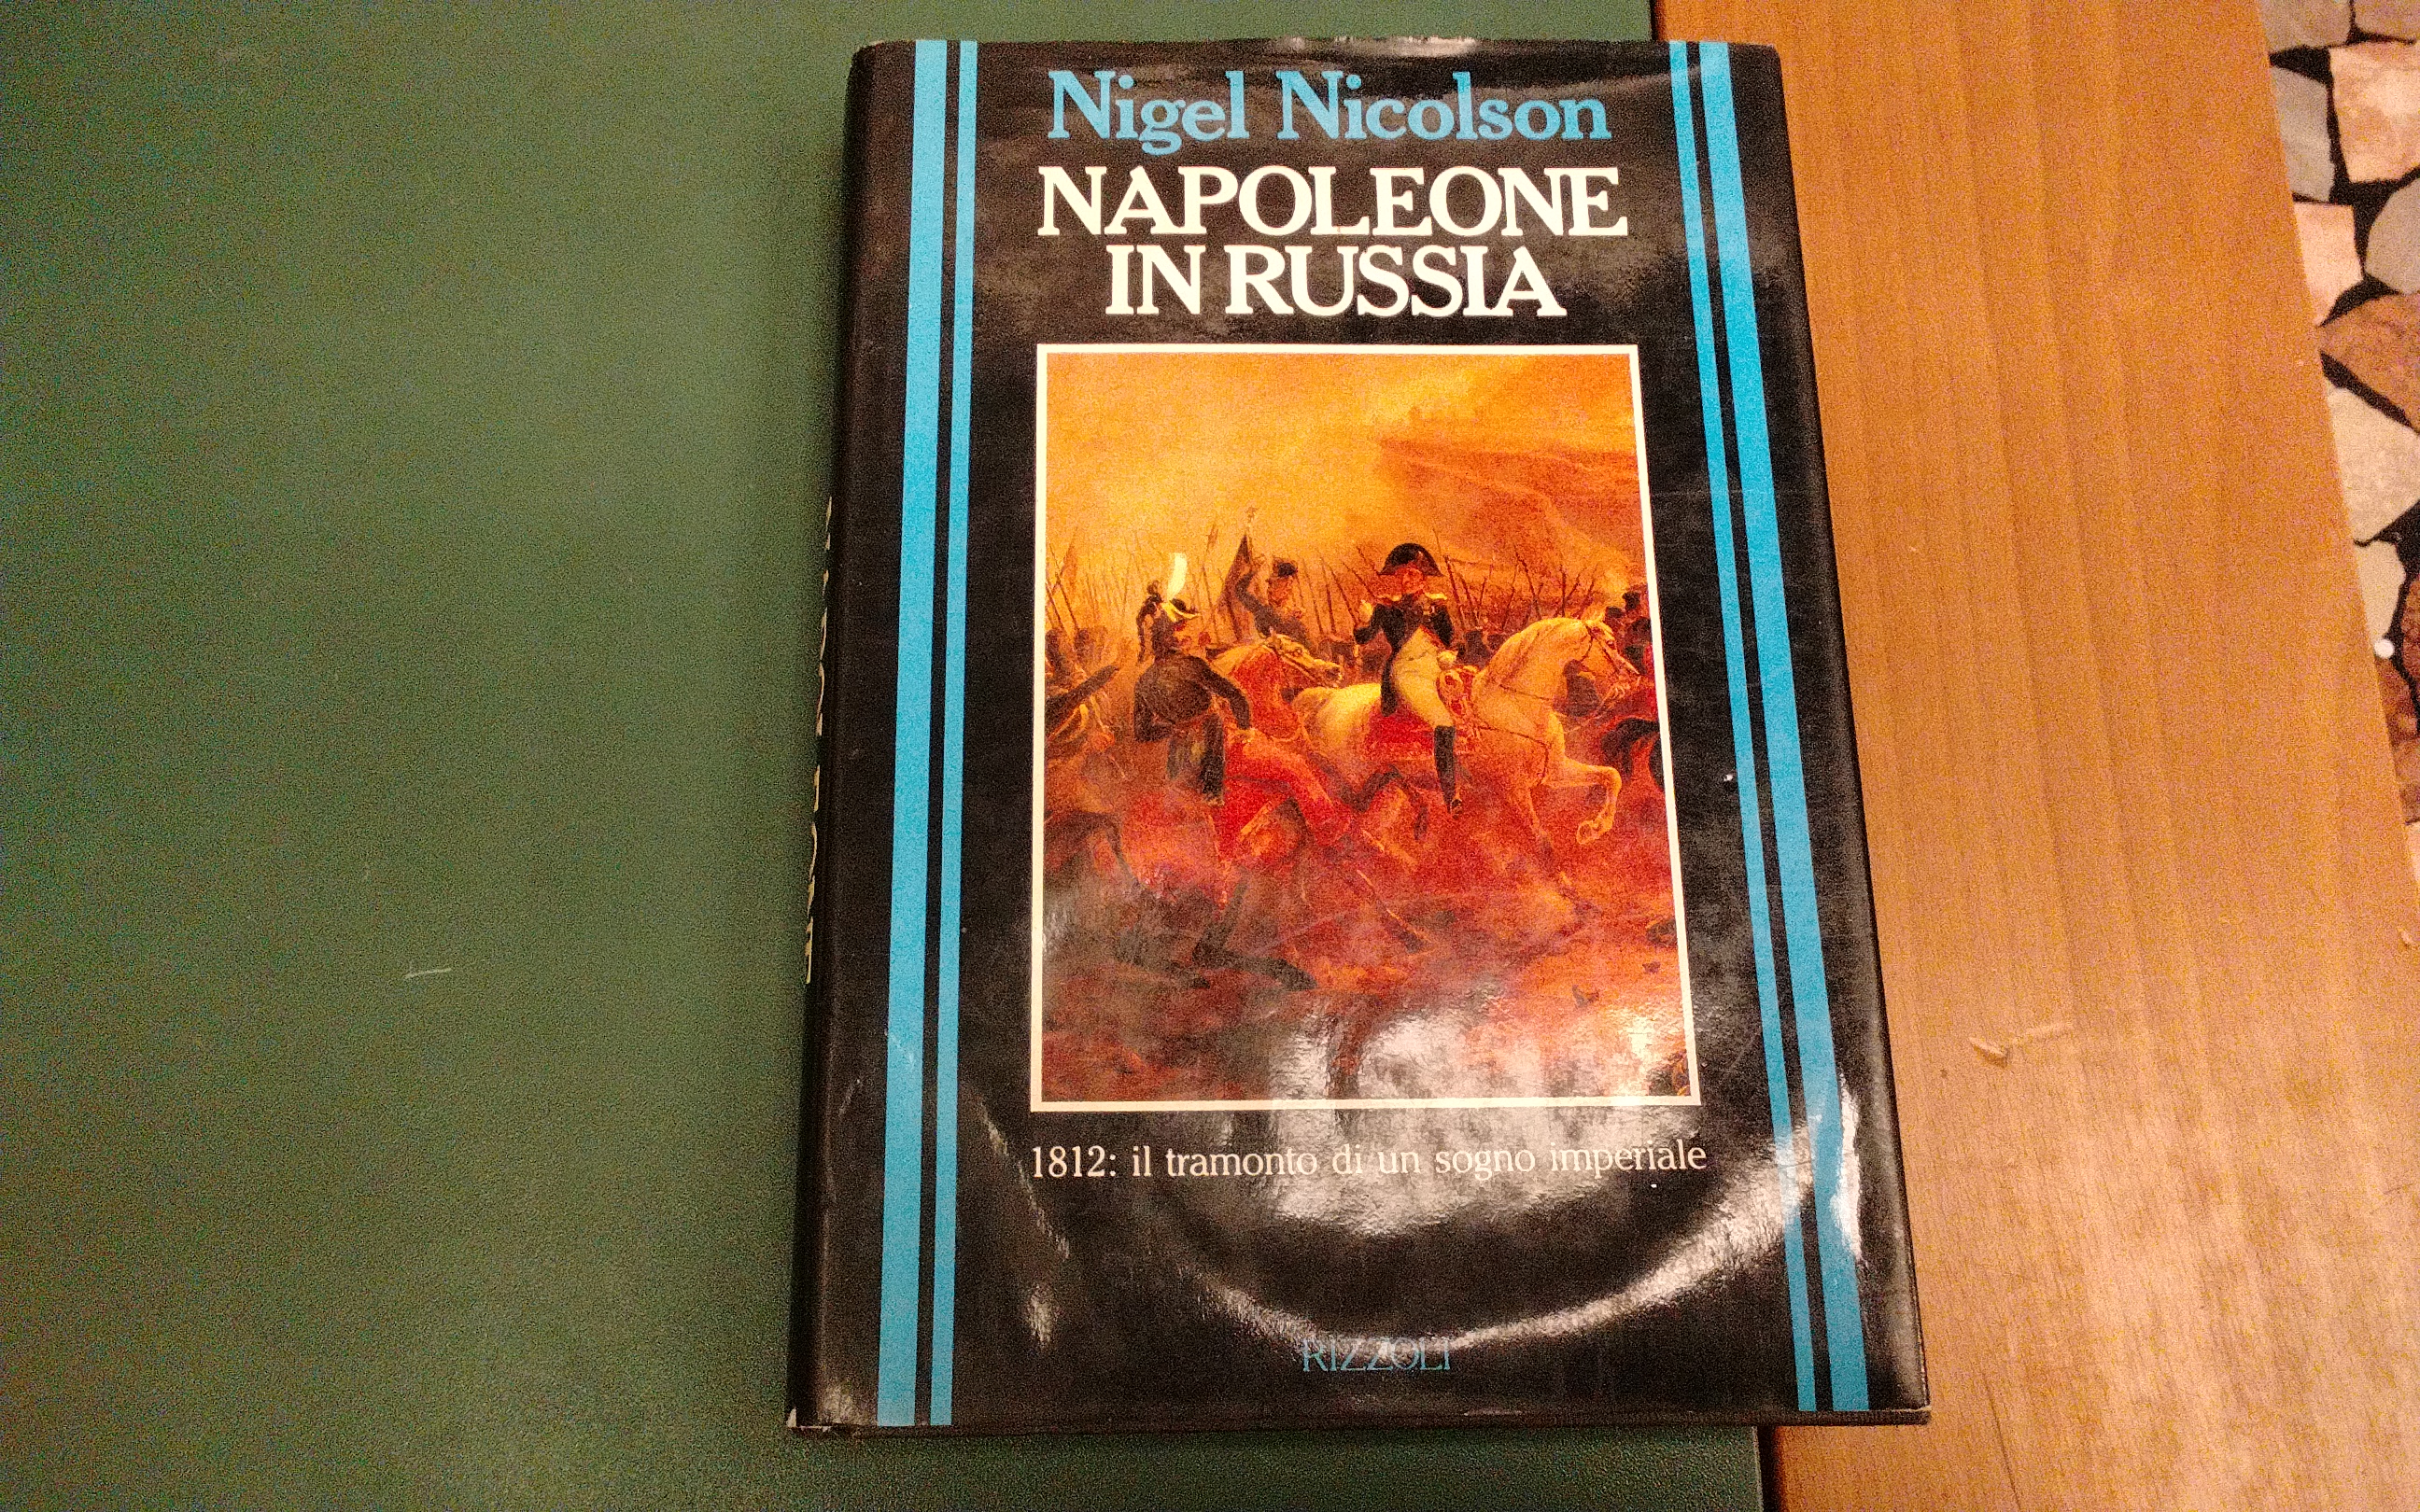 Nigel Nicolson
NAPOLEONE
IN RUSSIA
1812: il tramonto di un sogno imperiale
RIZZOLI